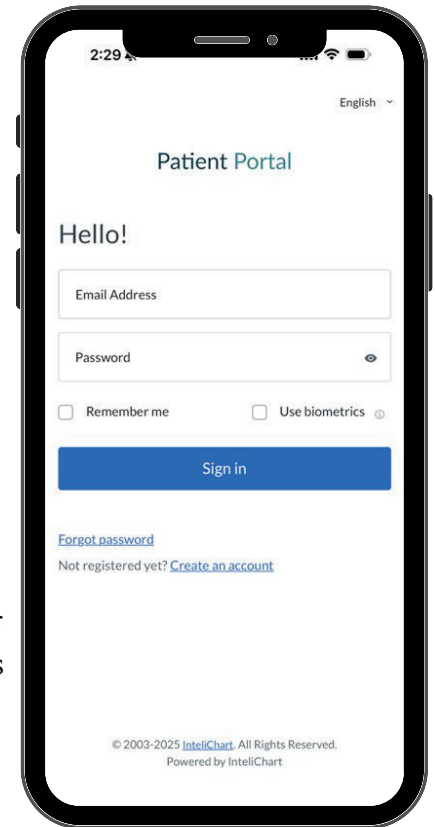 2:29
English
Patient Portal
Hello!
Email Address
Password
Remember me Use biometrics
Sign in
Forgot password
Not registered yet? Create an account
s
© 2003-2025 InteliChart. All Rights Reserved.
Powered by InteliChart